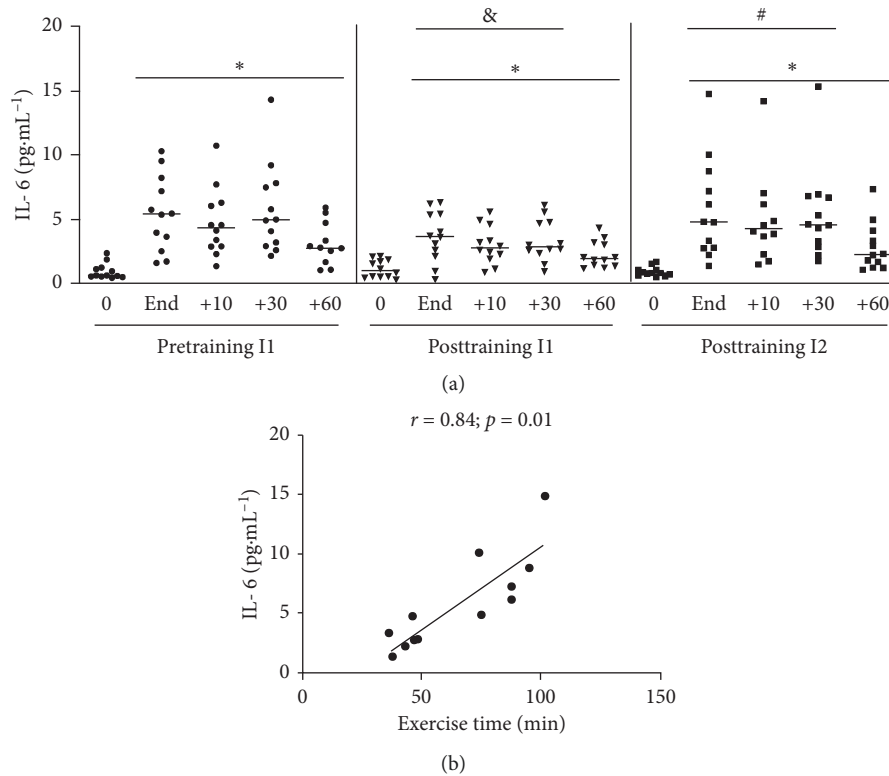 20
&
#
15
*
*
*
10
5
0
IL- 6 (pg·mL⁻¹)
0 End +10 +30 +60 0 End +10 +30 +60 0 End +10 +30 +60
Pretraining I1 Posttraining I1 Posttraining I2
(a)
r = 0.84; p = 0.01
20
15
10
5
0
IL- 6 (pg·mL⁻¹)
0 50 100 150
Exercise time (min)
(b)